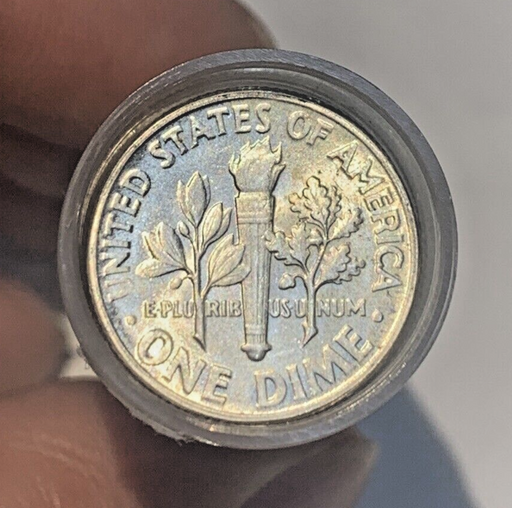 UNITED STATES OF AMERICA
E·PLURIBUS·UNUM
· ONE DIME ·